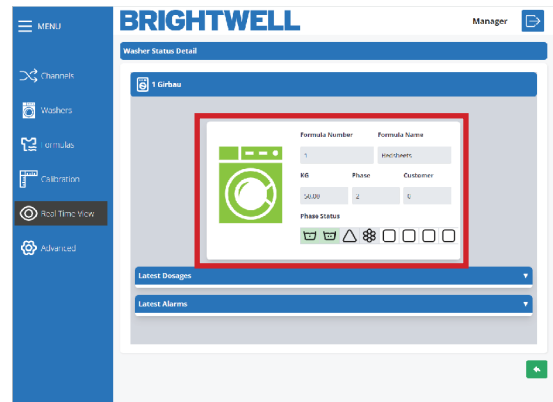 MENU
BRIGHTWELL
Manager
Washer Status Detail
Channels
1 Girbau
Washers
Formula Number
Formula Name
Formulas
1
Bedsheets
KG
Phase
Customer
Calibration
50.00
2
0
Real Time View
Phase Status
Advanced
Latest Dosages
Latest Alarms